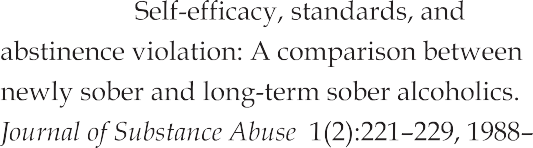 Self-efficacy, standards, and
abstinence violation: A comparison between
newly sober and long-term sober alcoholics.
Journal of Substance Abuse 1(2):221–229, 1988–